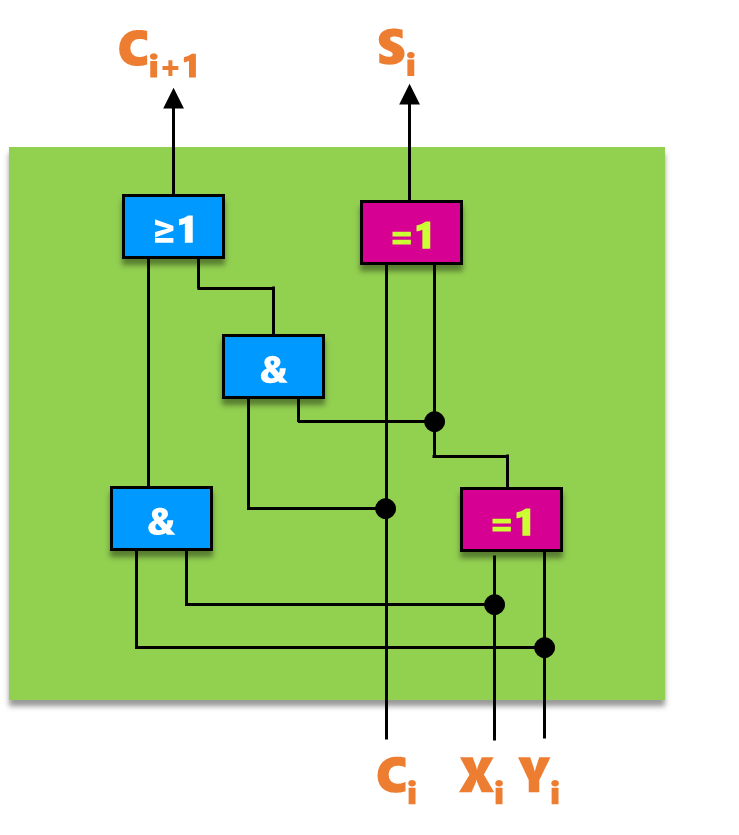 Cᵢ₊₁ Sᵢ
≥1 =1
&
& =1
Cᵢ Xᵢ Yᵢ